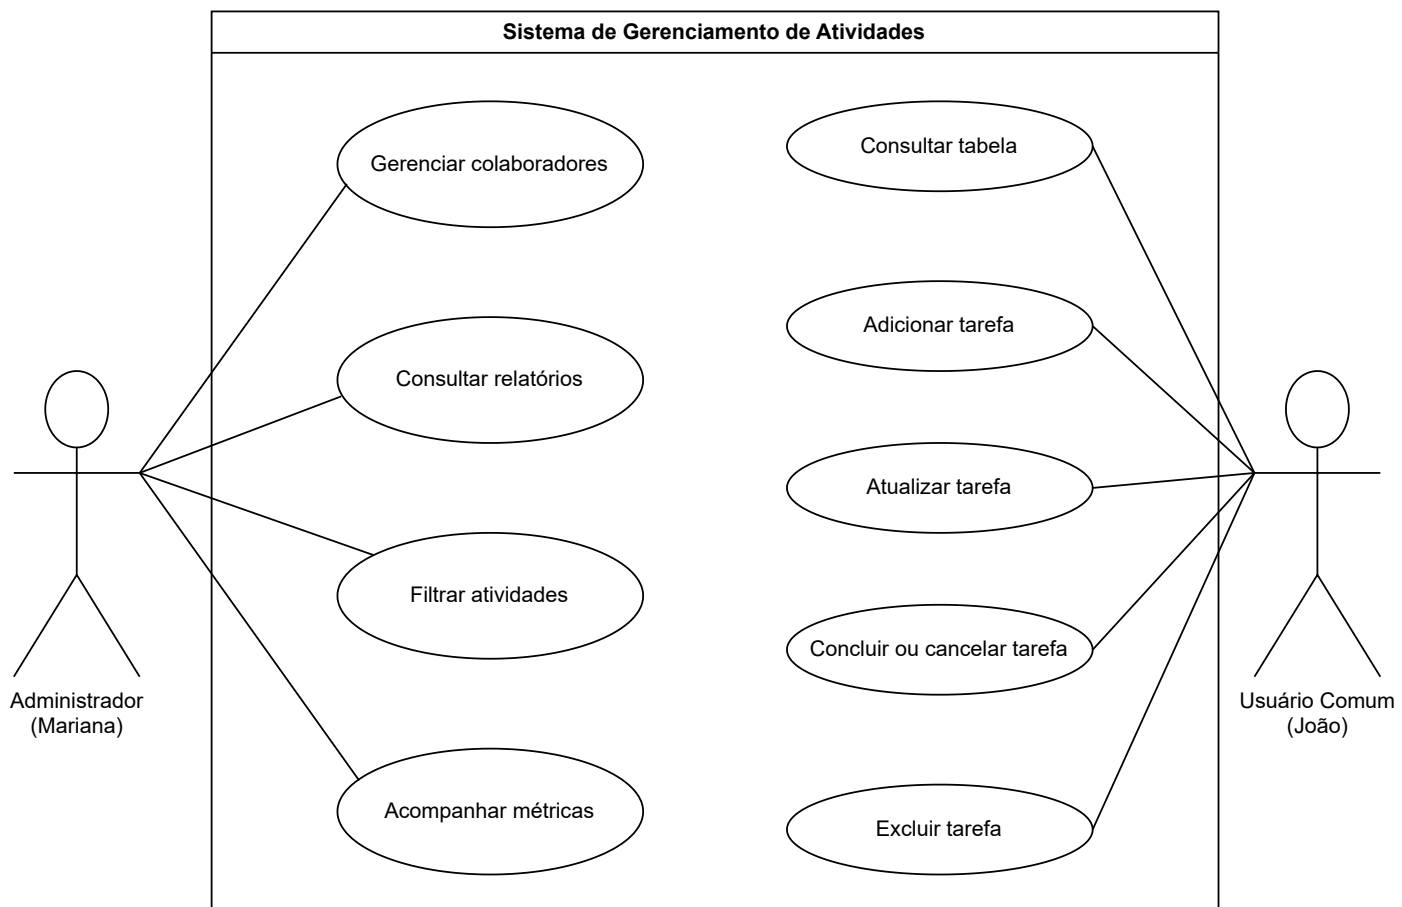 Sistema de Gerenciamento de Atividades
Gerenciar colaboradores
Consultar relatórios
Filtrar atividades
Acompanhar métricas
Consultar tabela
Adicionar tarefa
Atualizar tarefa
Concluir ou cancelar tarefa
Excluir tarefa
Administrador
(Mariana)
Usuário Comum
(João)